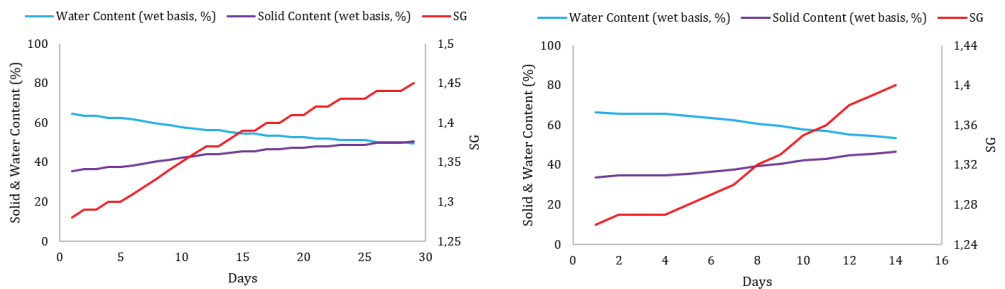 Water Content (wet basis, %) Solid Content (wet basis, %) SG
100
80
60
40
20
0
Solid & Water Content (%)
1,5
1,45
1,4
1,35
1,3
1,25
SG
0 5 10 15 20 25 30
Days
Water Content (wet basis, %) Solid Content (wet basis, %) SG
100
80
60
40
20
0
Solid & Water Content (%)
1,44
1,4
1,36
1,32
1,28
1,24
SG
0 2 4 6 8 10 12 14 16
Days